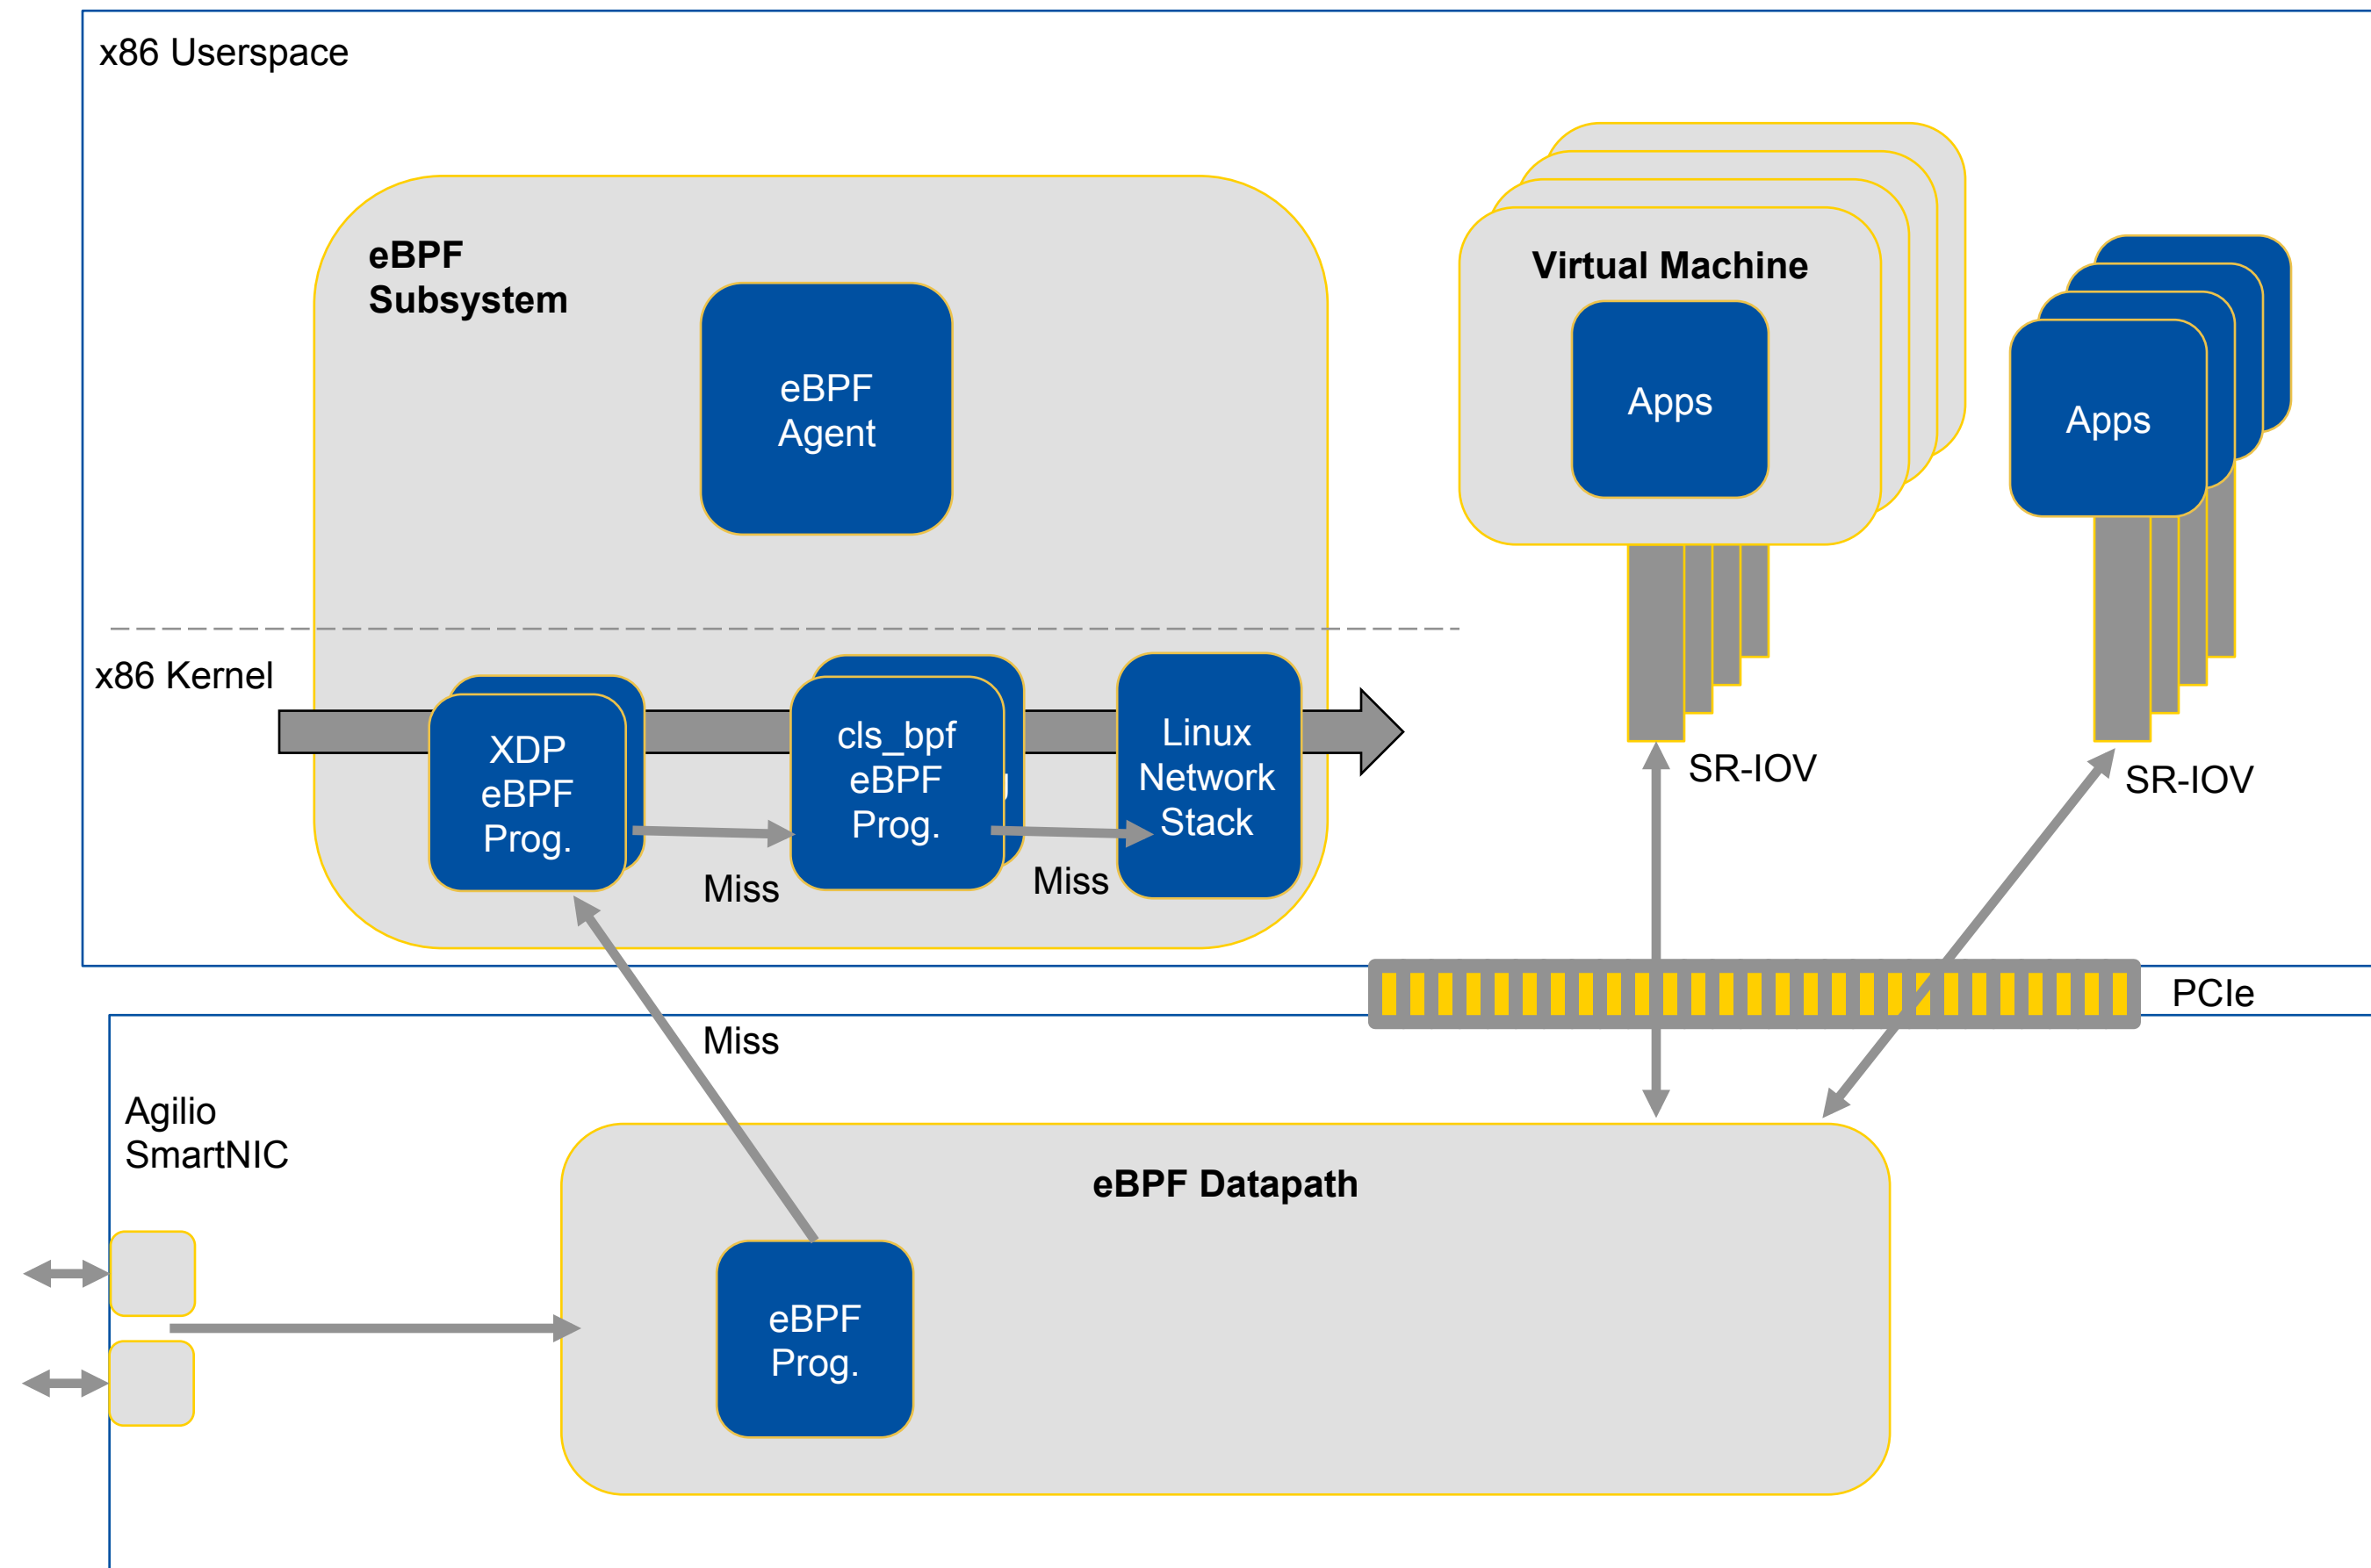 x86 Userspace
eBPF
Subsystem
eBPF
Agent
Virtual Machine
Apps
Apps
x86 Kernel
XDP
eBPF
Prog.
cls_bpf
eBPF
Prog.
Linux
Network
Stack
Miss
Miss
SR-IOV
SR-IOV
PCIe
Miss
Agilio
SmartNIC
eBPF Datapath
eBPF
Prog.